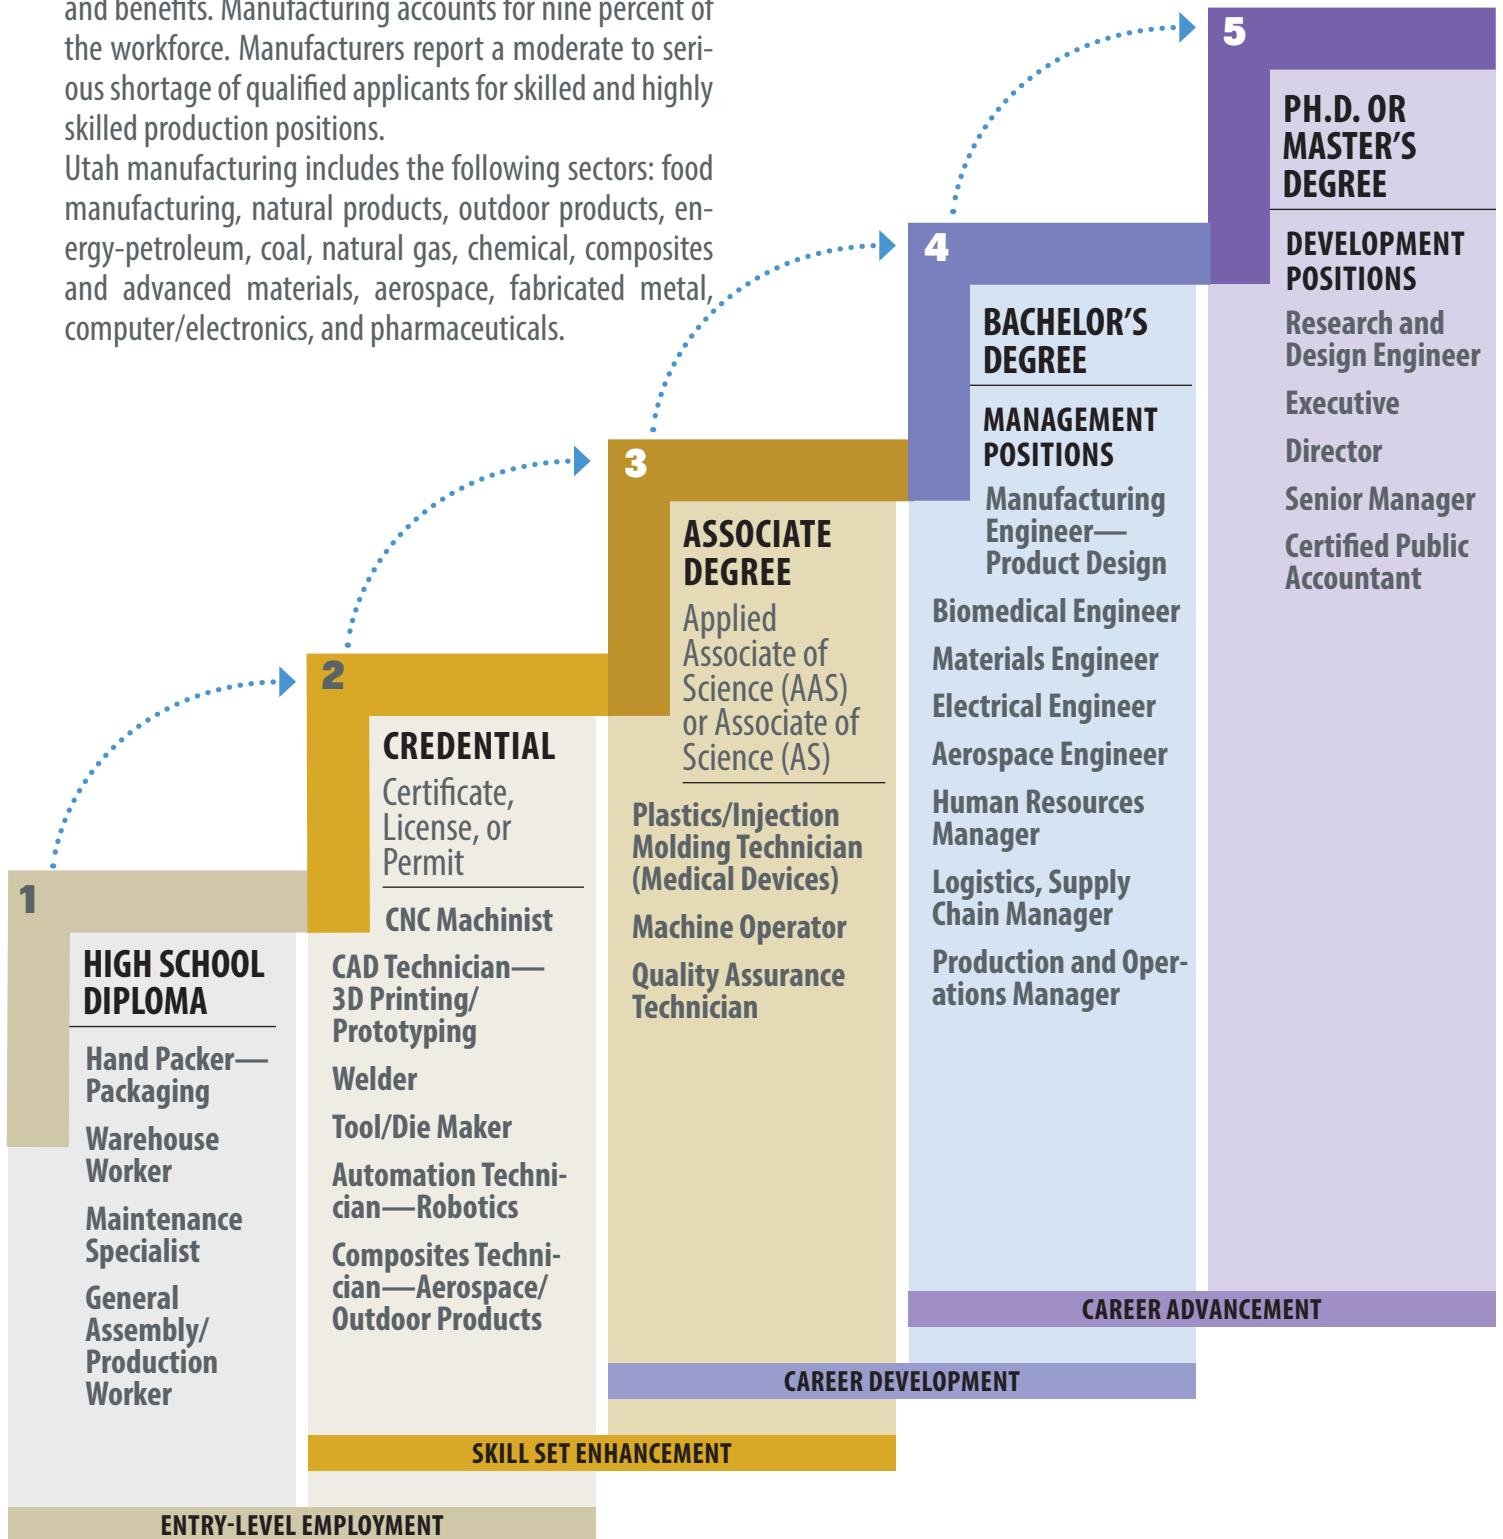 and benefits. Manufacturing accounts for nine percent of
the workforce. Manufacturers report a moderate to seri-
ous shortage of qualified applicants for skilled and highly
skilled production positions.
Utah manufacturing includes the following sectors: food
manufacturing, natural products, outdoor products, en-
ergy-petroleum, coal, natural gas, chemical, composites
and advanced materials, aerospace, fabricated metal,
computer/electronics, and pharmaceuticals.
1
HIGH SCHOOL
DIPLOMA
Hand Packer—
Packaging
Warehouse
Worker
Maintenance
Specialist
General
Assembly/
Production
Worker
2
CREDENTIAL
Certificate,
License, or
Permit
CNC Machinist
CAD Technician—
3D Printing/
Prototyping
Welder
Tool/Die Maker
Automation Techni-
cian—Robotics
Composites Techni-
cian—Aerospace/
Outdoor Products
3
ASSOCIATE
DEGREE
Applied
Associate of
Science (AAS)
or Associate of
Science (AS)
Plastics/Injection
Molding Technician
(Medical Devices)
Machine Operator
Quality Assurance
Technician
4
BACHELOR’S
DEGREE
MANAGEMENT
POSITIONS
Manufacturing
Engineer—
Product Design
Biomedical Engineer
Materials Engineer
Electrical Engineer
Aerospace Engineer
Human Resources
Manager
Logistics, Supply
Chain Manager
Production and Oper-
ations Manager
5
PH.D. OR
MASTER’S
DEGREE
DEVELOPMENT
POSITIONS
Research and
Design Engineer
Executive
Director
Senior Manager
Certified Public
Accountant
CAREER ADVANCEMENT
CAREER DEVELOPMENT
SKILL SET ENHANCEMENT
ENTRY-LEVEL EMPLOYMENT